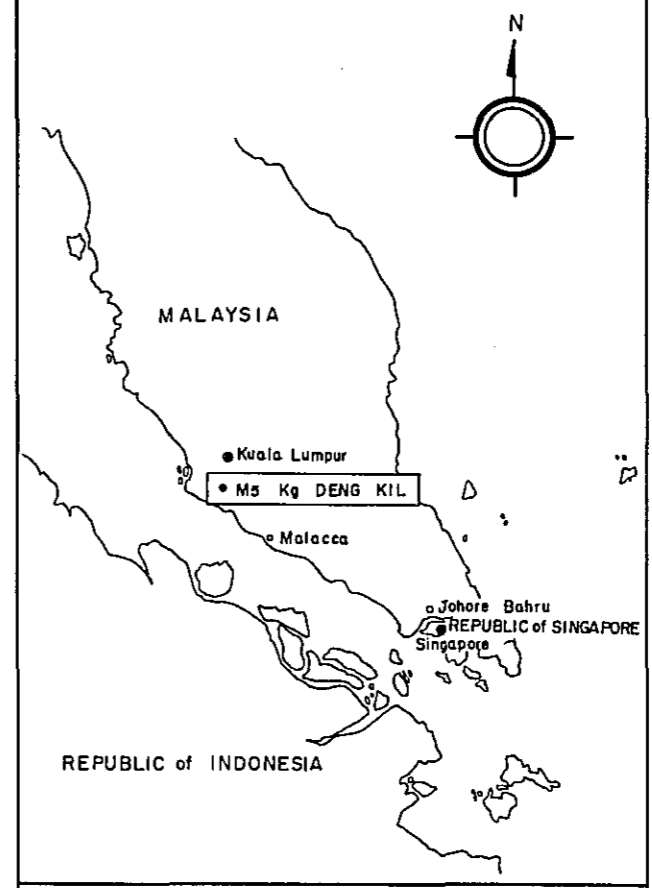 N
MALAYSIA
Kuala Lumpur
M5 Kg DENG KIL
Malacca
Johore Bahru
REPUBLIC of SINGAPORE
Singapore
REPUBLIC of INDONESIA